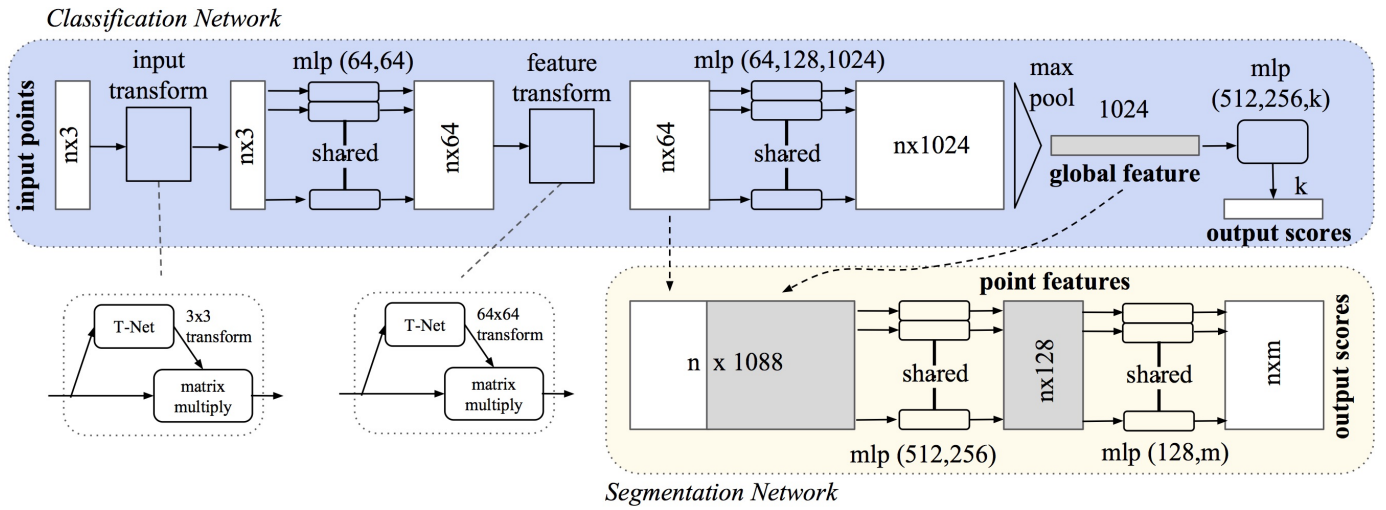 Classification Network
input points
nx3
input
transform
nx3
mlp (64,64)
shared
nx64
feature
transform
nx64
mlp (64,128,1024)
shared
nx1024
max
pool
1024
global feature
mlp
(512,256,k)
k
output scores
T-Net
3x3
transform
matrix
multiply
T-Net
64x64
transform
matrix
multiply
point features
n x 1088
shared
mlp (512,256)
nx128
shared
mlp (128,m)
nxm
output scores
Segmentation Network